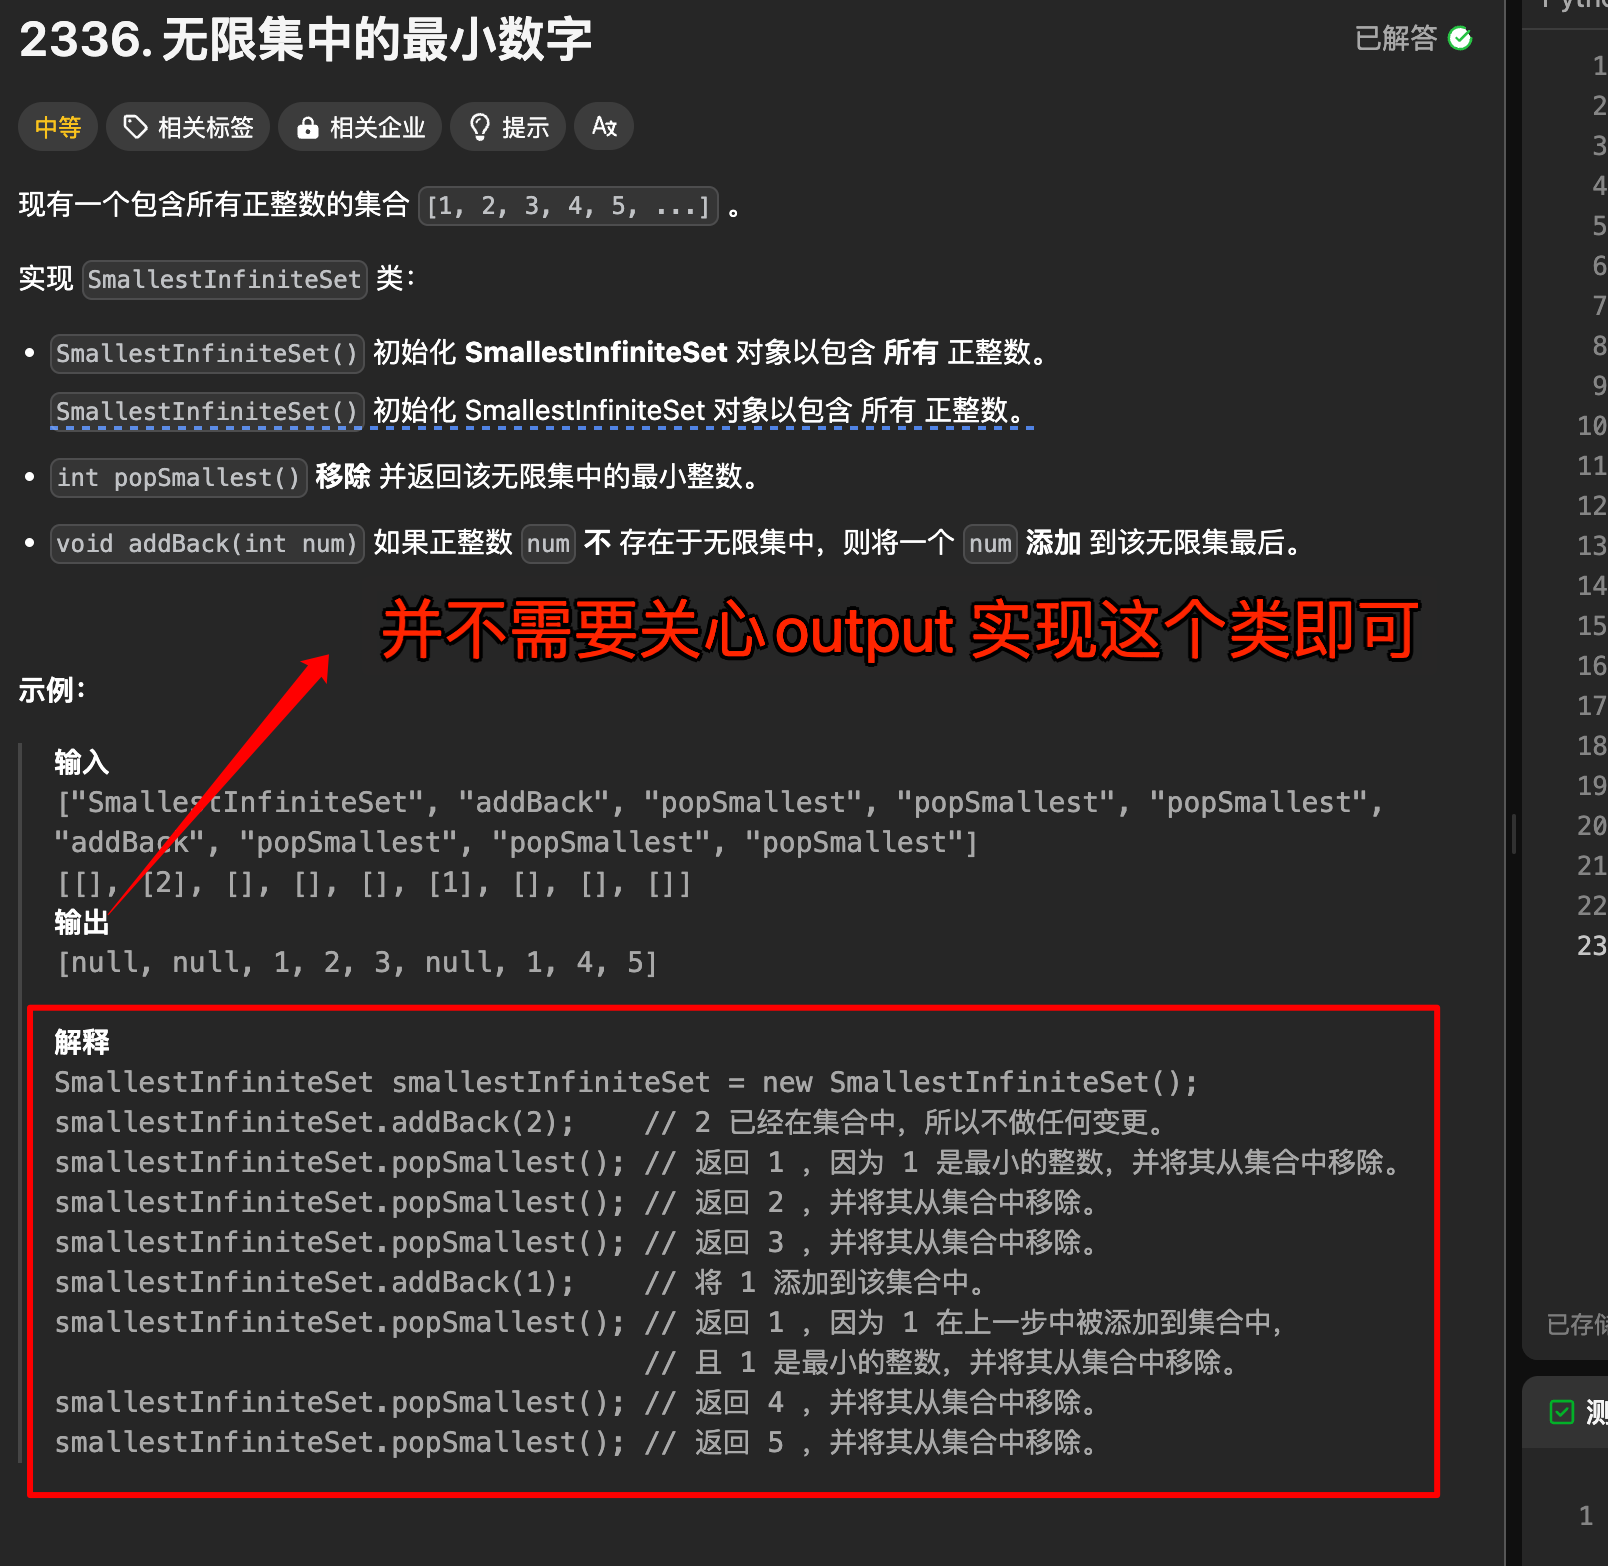 2336. 无限集中的最小数字
已解答
中等 相关标签 相关企业 提示
现有一个包含所有正整数的集合 [1, 2, 3, 4, 5, ...] 。
实现 SmallestInfiniteSet 类：
• SmallestInfiniteSet() 初始化 SmallestInfiniteSet 对象以包含 所有 正整数。
SmallestInfiniteSet() 初始化 SmallestInfiniteSet 对象以包含 所有 正整数。
• int popSmallest() 移除 并返回该无限集中的最小整数。
• void addBack(int num) 如果正整数 num 不 存在于无限集中，则将一个 num 添加 到该无限集最后。
并不需要关心output 实现这个类即可
示例：
输入
["SmallestInfiniteSet", "addBack", "popSmallest", "popSmallest", "popSmallest",
"addBack", "popSmallest", "popSmallest", "popSmallest"]
[[], [2], [], [], [], [1], [], [], []]
输出
[null, null, 1, 2, 3, null, 1, 4, 5]
解释
SmallestInfiniteSet smallestInfiniteSet = new SmallestInfiniteSet();
smallestInfiniteSet.addBack(2);    // 2 已经在集合中，所以不做任何变更。
smallestInfiniteSet.popSmallest(); // 返回 1 ，因为 1 是最小的整数，并将其从集合中移除。
smallestInfiniteSet.popSmallest(); // 返回 2 ，并将其从集合中移除。
smallestInfiniteSet.popSmallest(); // 返回 3 ，并将其从集合中移除。
smallestInfiniteSet.addBack(1);    // 将 1 添加到该集合中。
smallestInfiniteSet.popSmallest(); // 返回 1 ，因为 1 在上一步中被添加到集合中，
// 且 1 是最小的整数，并将其从集合中移除。
smallestInfiniteSet.popSmallest(); // 返回 4 ，并将其从集合中移除。
smallestInfiniteSet.popSmallest(); // 返回 5 ，并将其从集合中移除。
1
2
3
4
5
6
7
8
9
10
11
12
13
14
15
16
17
18
19
20
21
22
23
已存
测
1